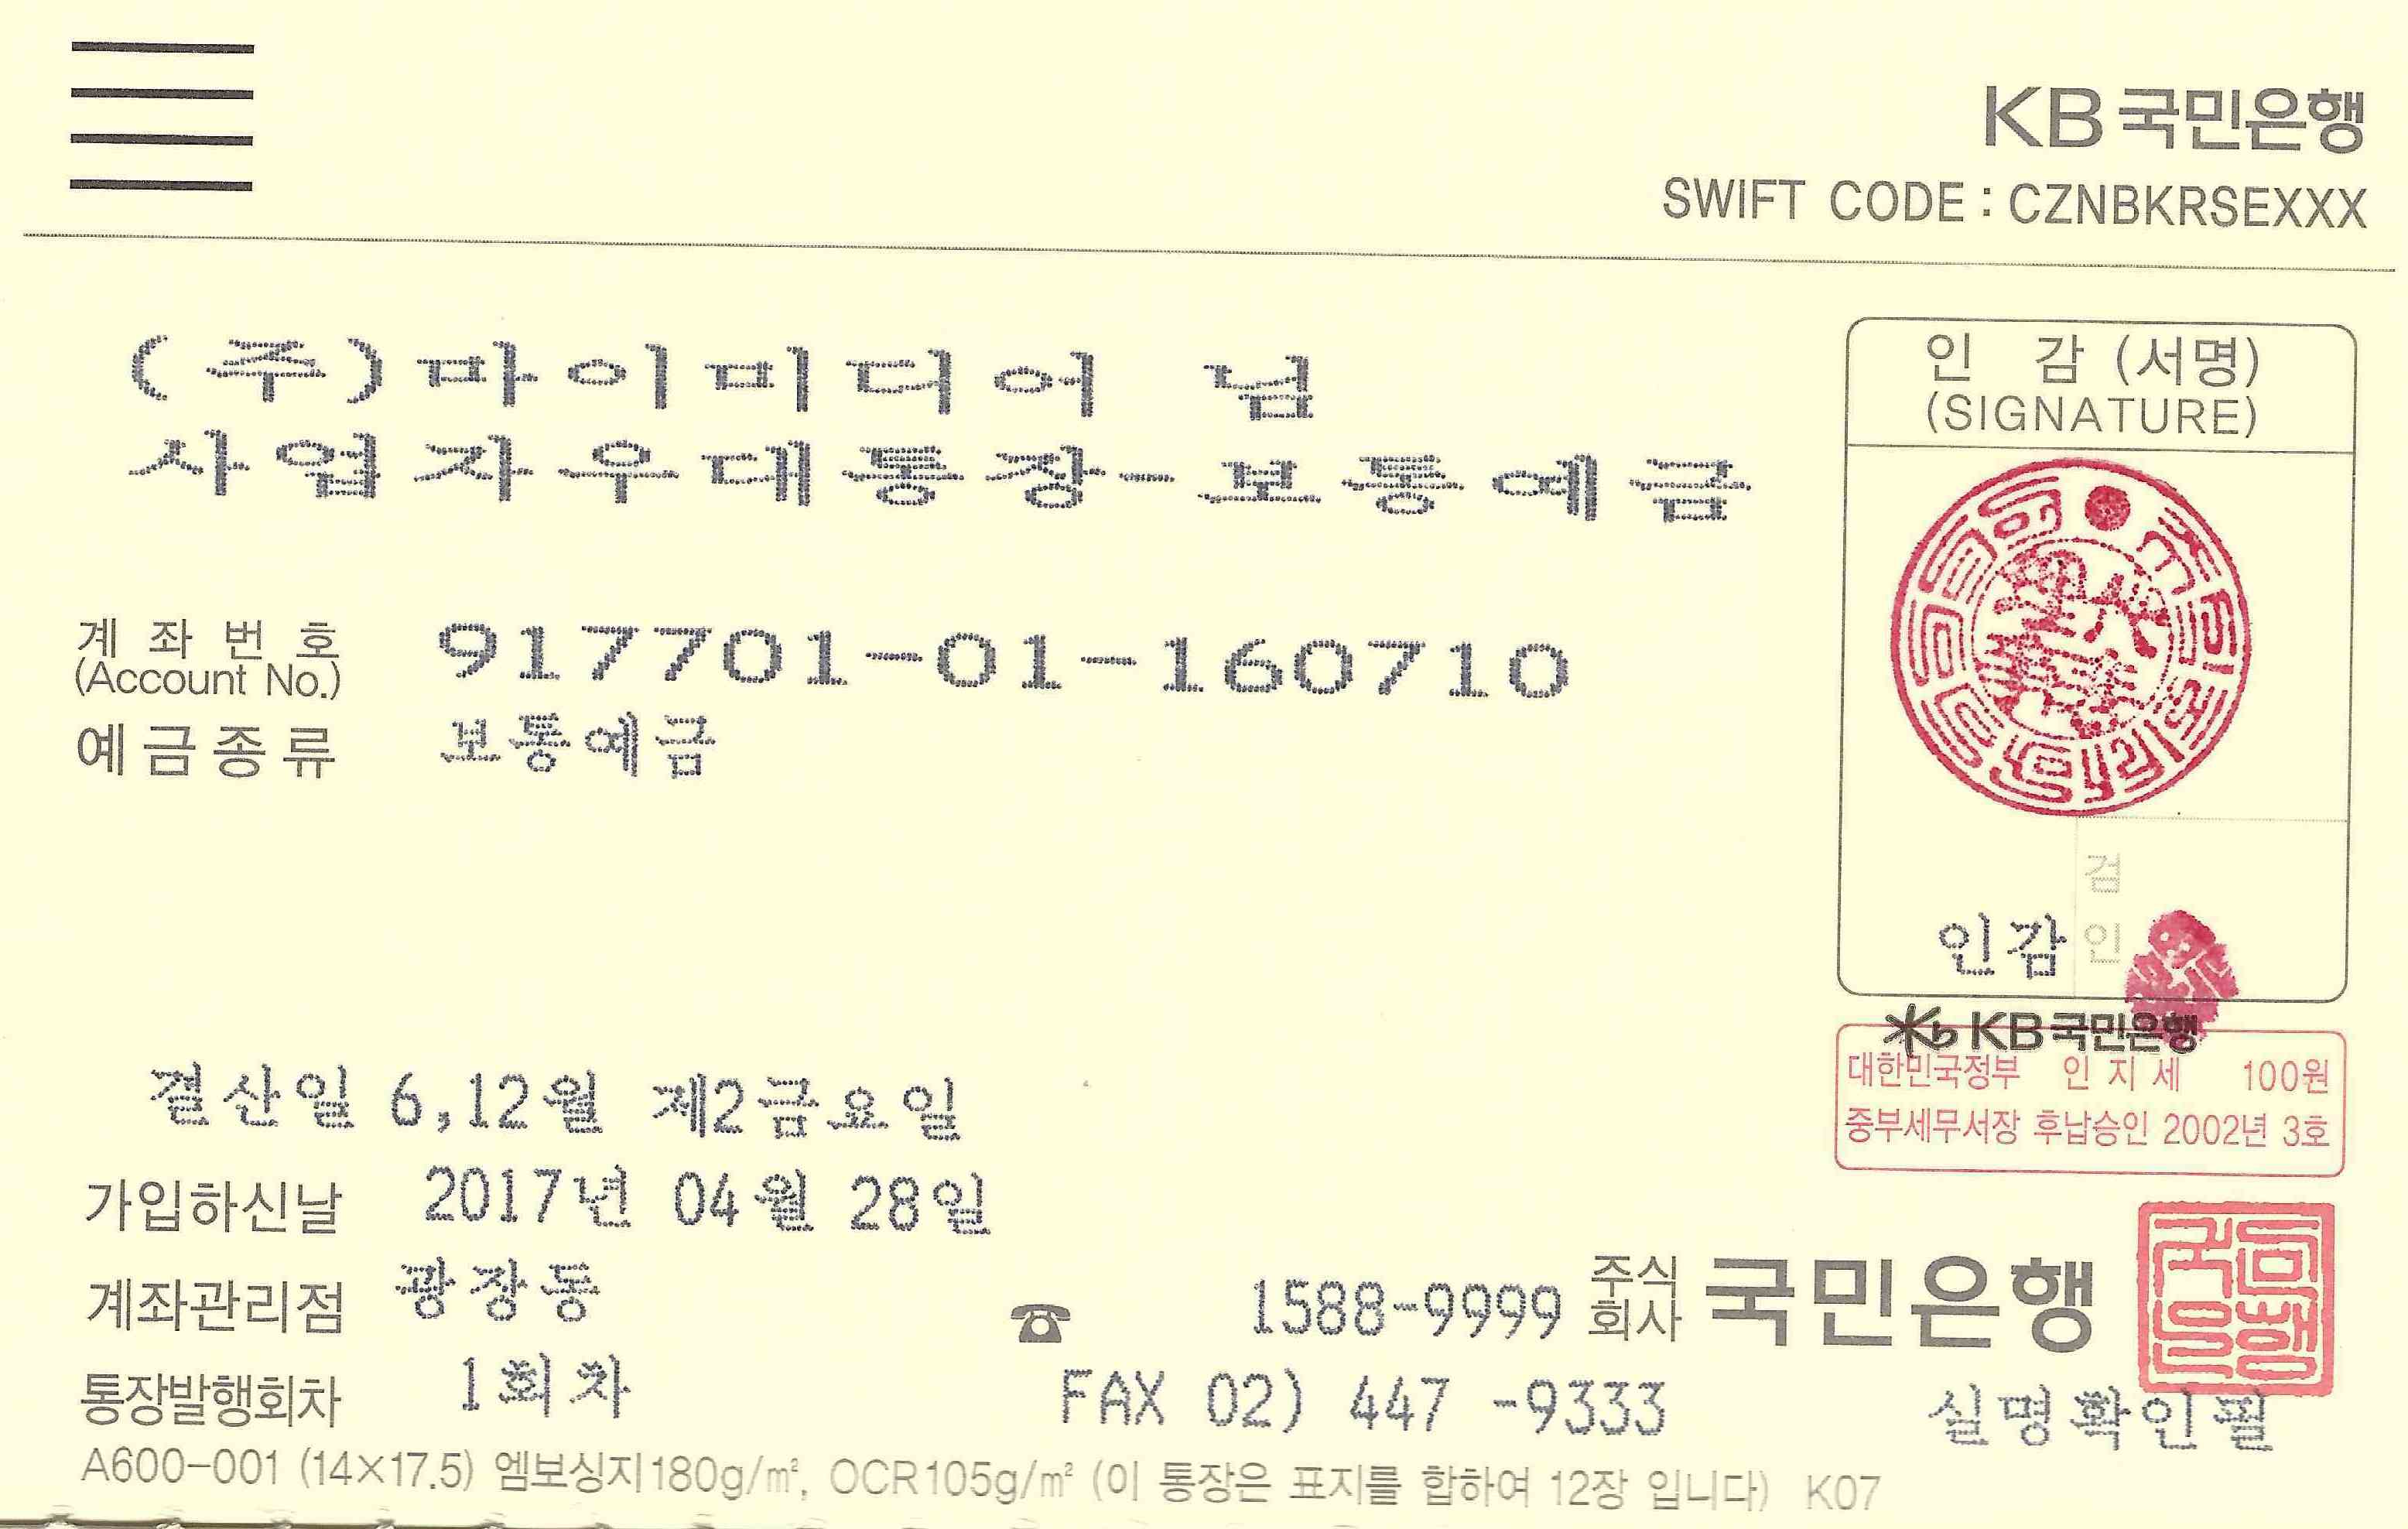 KB국민은행
SWIFT CODE : CZNBKRSEXXX
(주)마이미디어 님
사업자우대통장-보통예금
인 감 (서명)
(SIGNATURE)
계 좌 번 호
(Account No.)
917701-01-160710
예금종류 보통예금
검
인감 인
KB국민은행
대한민국정부 인 지 세 100원
중부세무서장 후납승인 2002년 3호
결산일 6,12월 제2금요일
가입하신날 2017년 04월 28일
계좌관리점 광장동
1588-9999 주식회사 국민은행
국민은행
통장발행회차 1회차
FAX 02) 447 -9333
실명확인필
A600-001 (14×17.5) 엠보싱지180g/㎡, OCR105g/㎡ (이 통장은 표지를 합하여 12장 입니다) K07